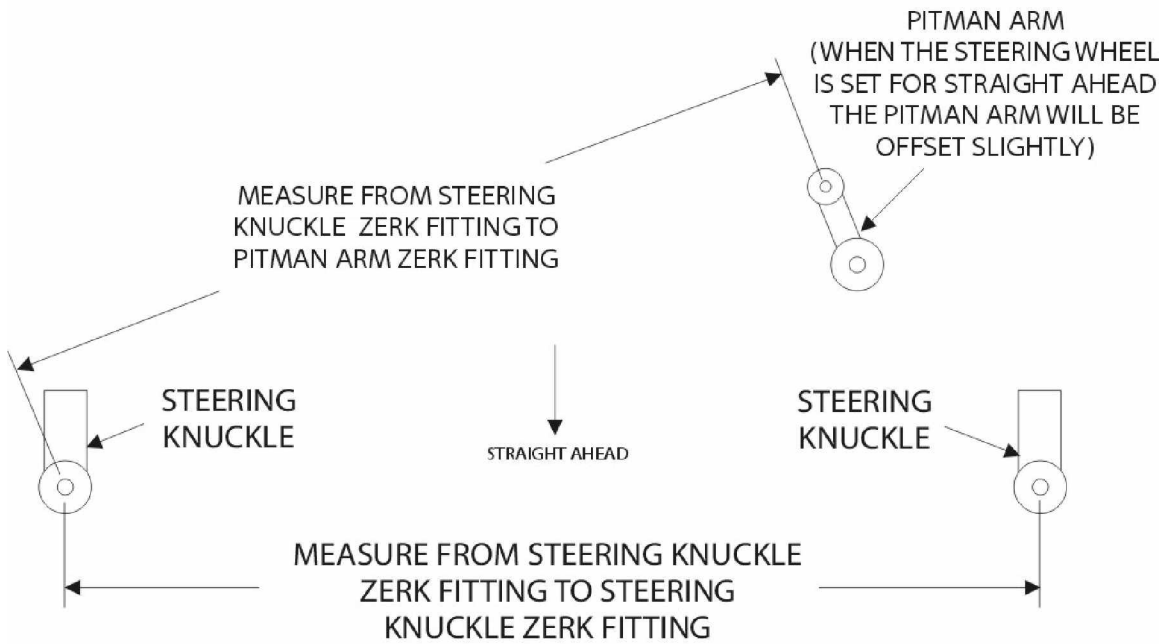 PITMAN ARM
(WHEN THE STEERING WHEEL
IS SET FOR STRAIGHT AHEAD
THE PITMAN ARM WILL BE
OFFSET SLIGHTLY)
MEASURE FROM STEERING
KNUCKLE ZERK FITTING TO
PITMAN ARM ZERK FITTING
STEERING
KNUCKLE
STRAIGHT AHEAD
STEERING
KNUCKLE
MEASURE FROM STEERING KNUCKLE
ZERK FITTING TO STEERING
KNUCKLE ZERK FITTING